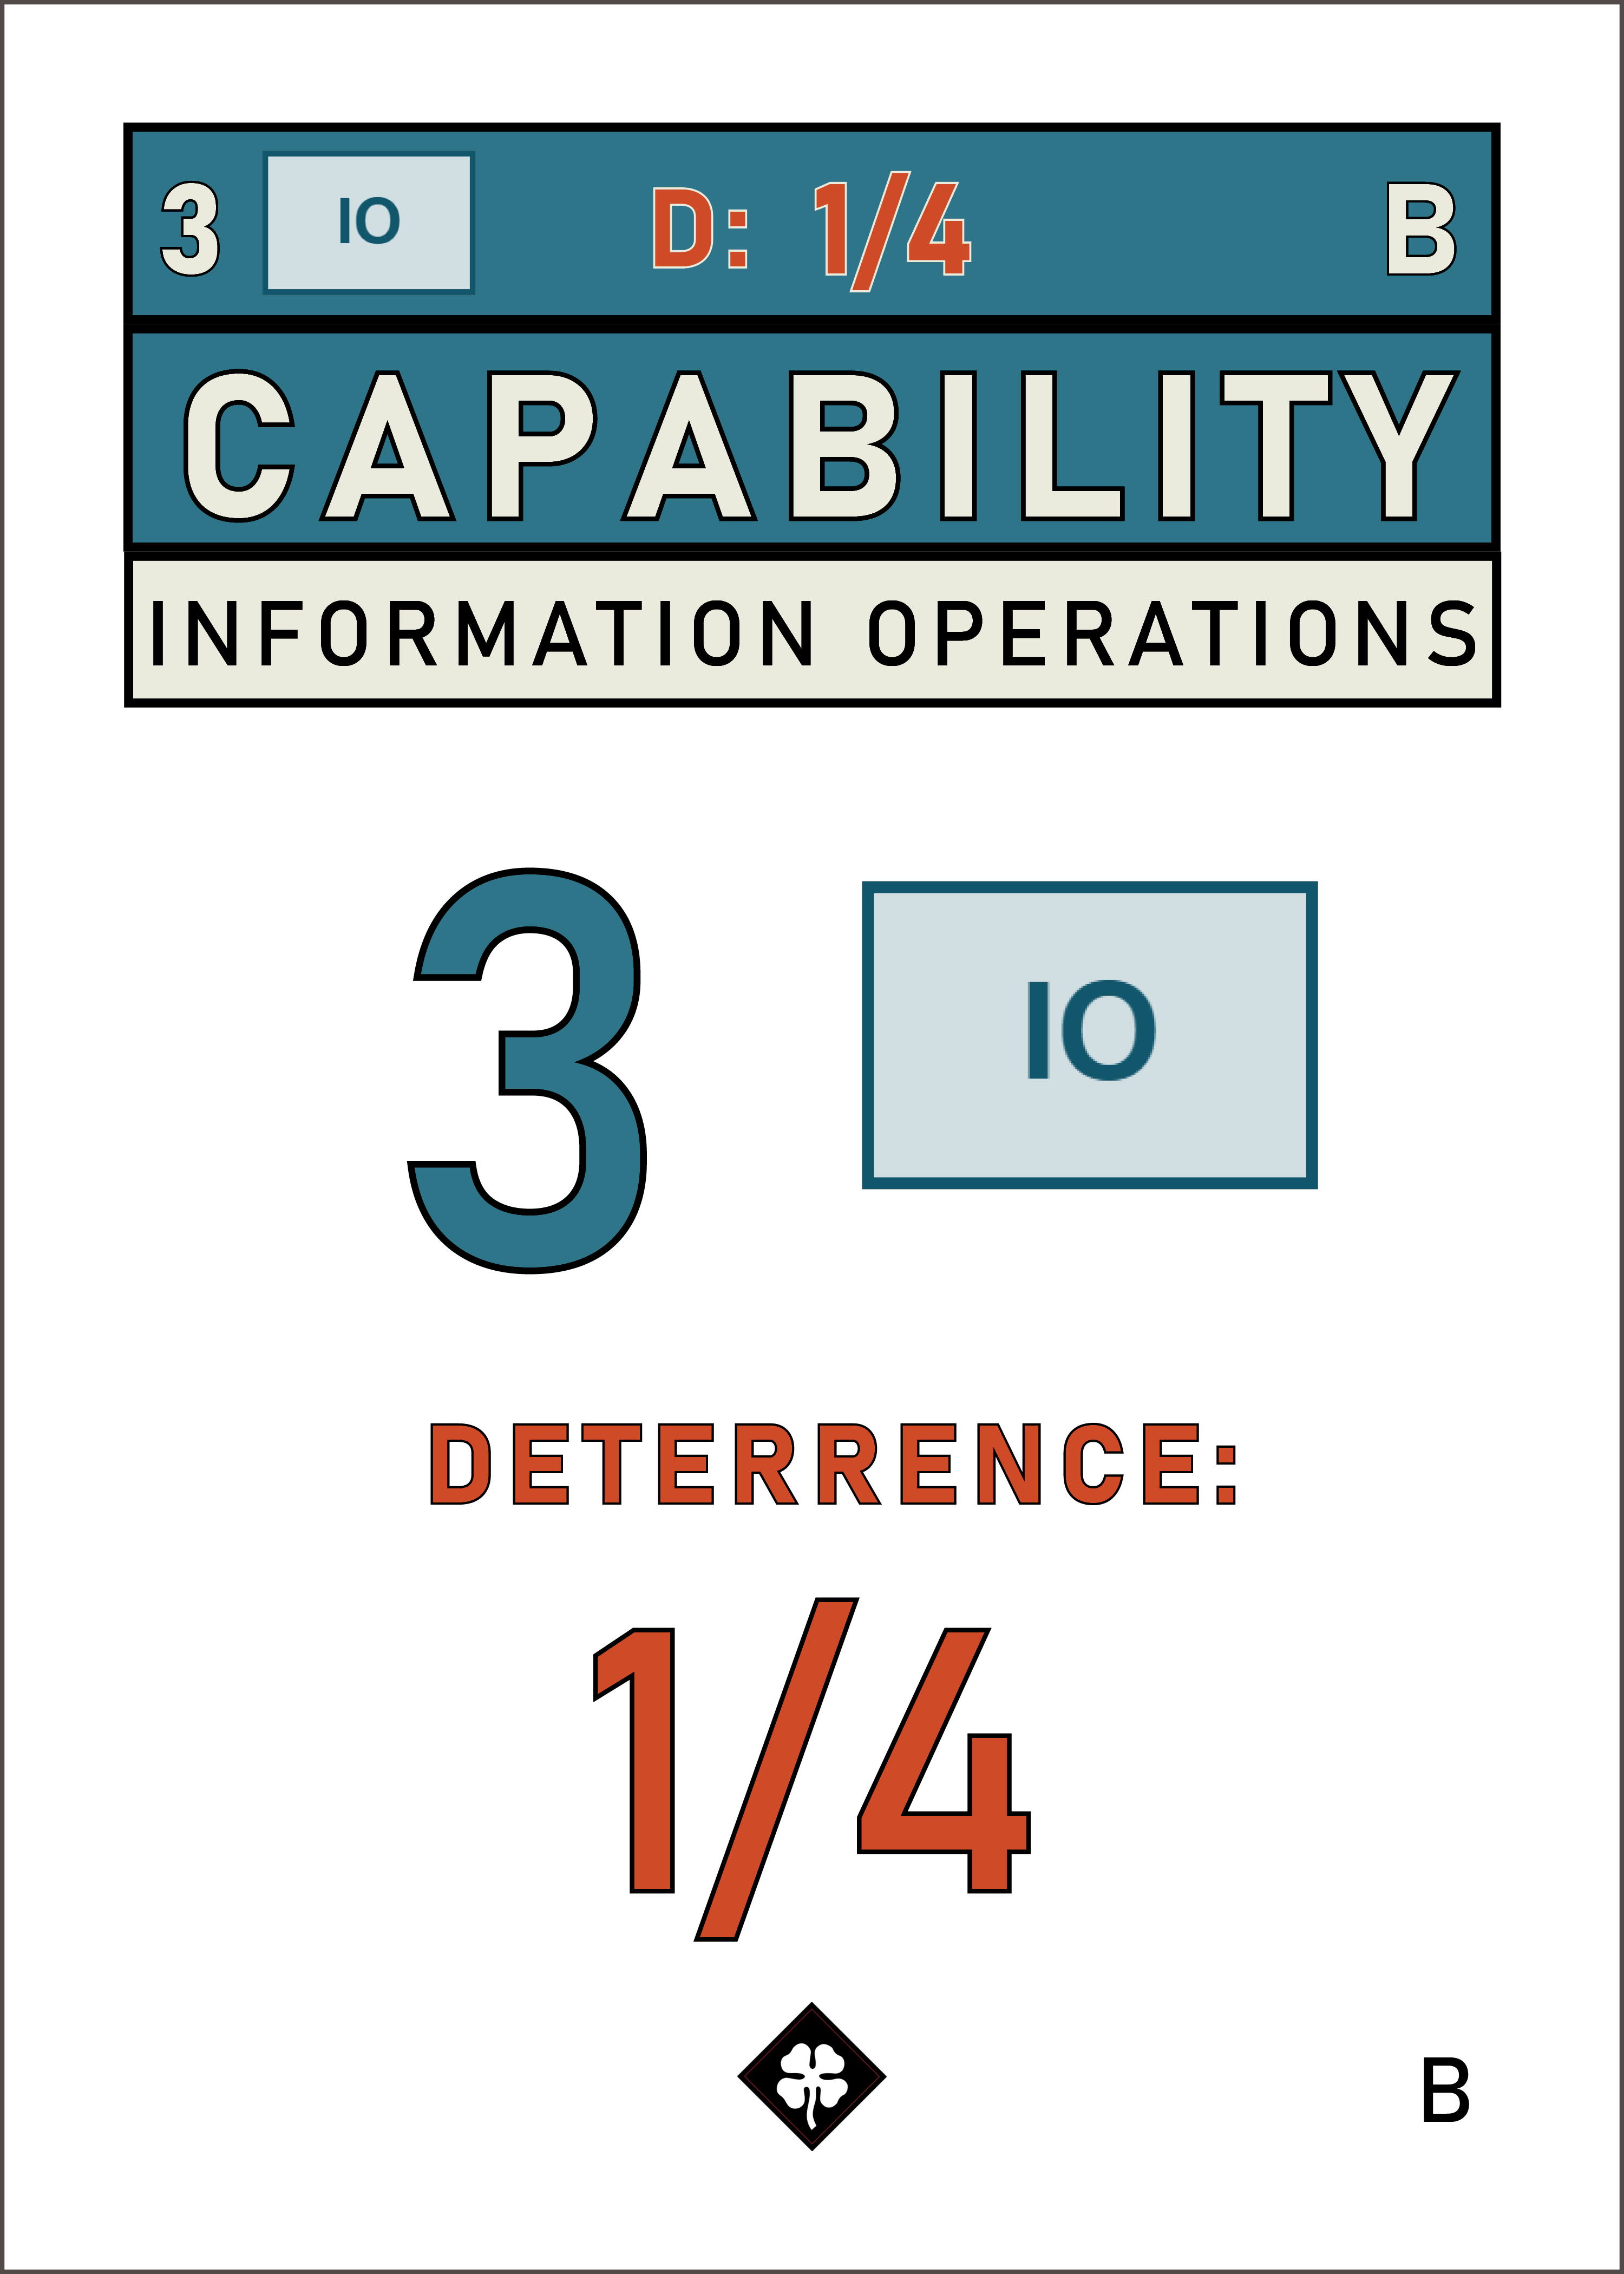 3 IO D: 1/4 B
CAPABILITY
INFORMATION OPERATIONS
3 IO
DETERRENCE:
1/4
B